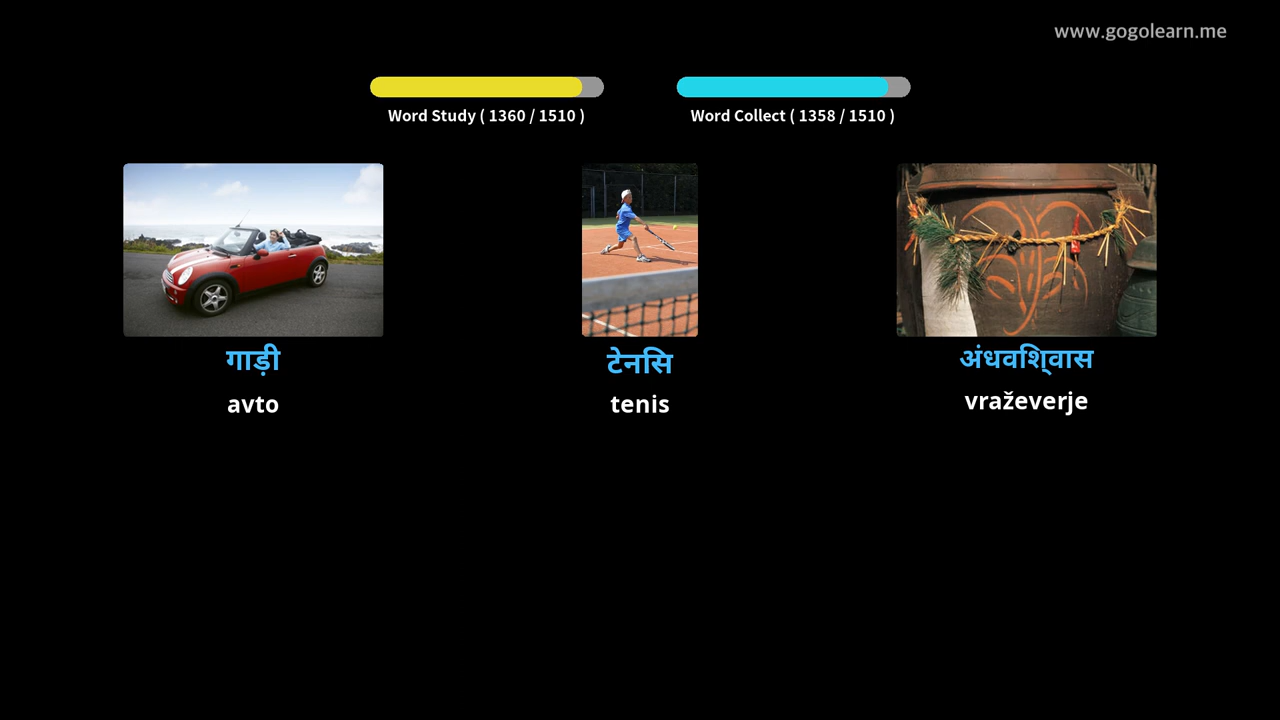 www.gogolearn.me
Word Study ( 1360 / 1510 )
Word Collect ( 1358 / 1510 )
गाड़ी
टेनिस
अंधविश्वास
avto
tenis
vraževerje